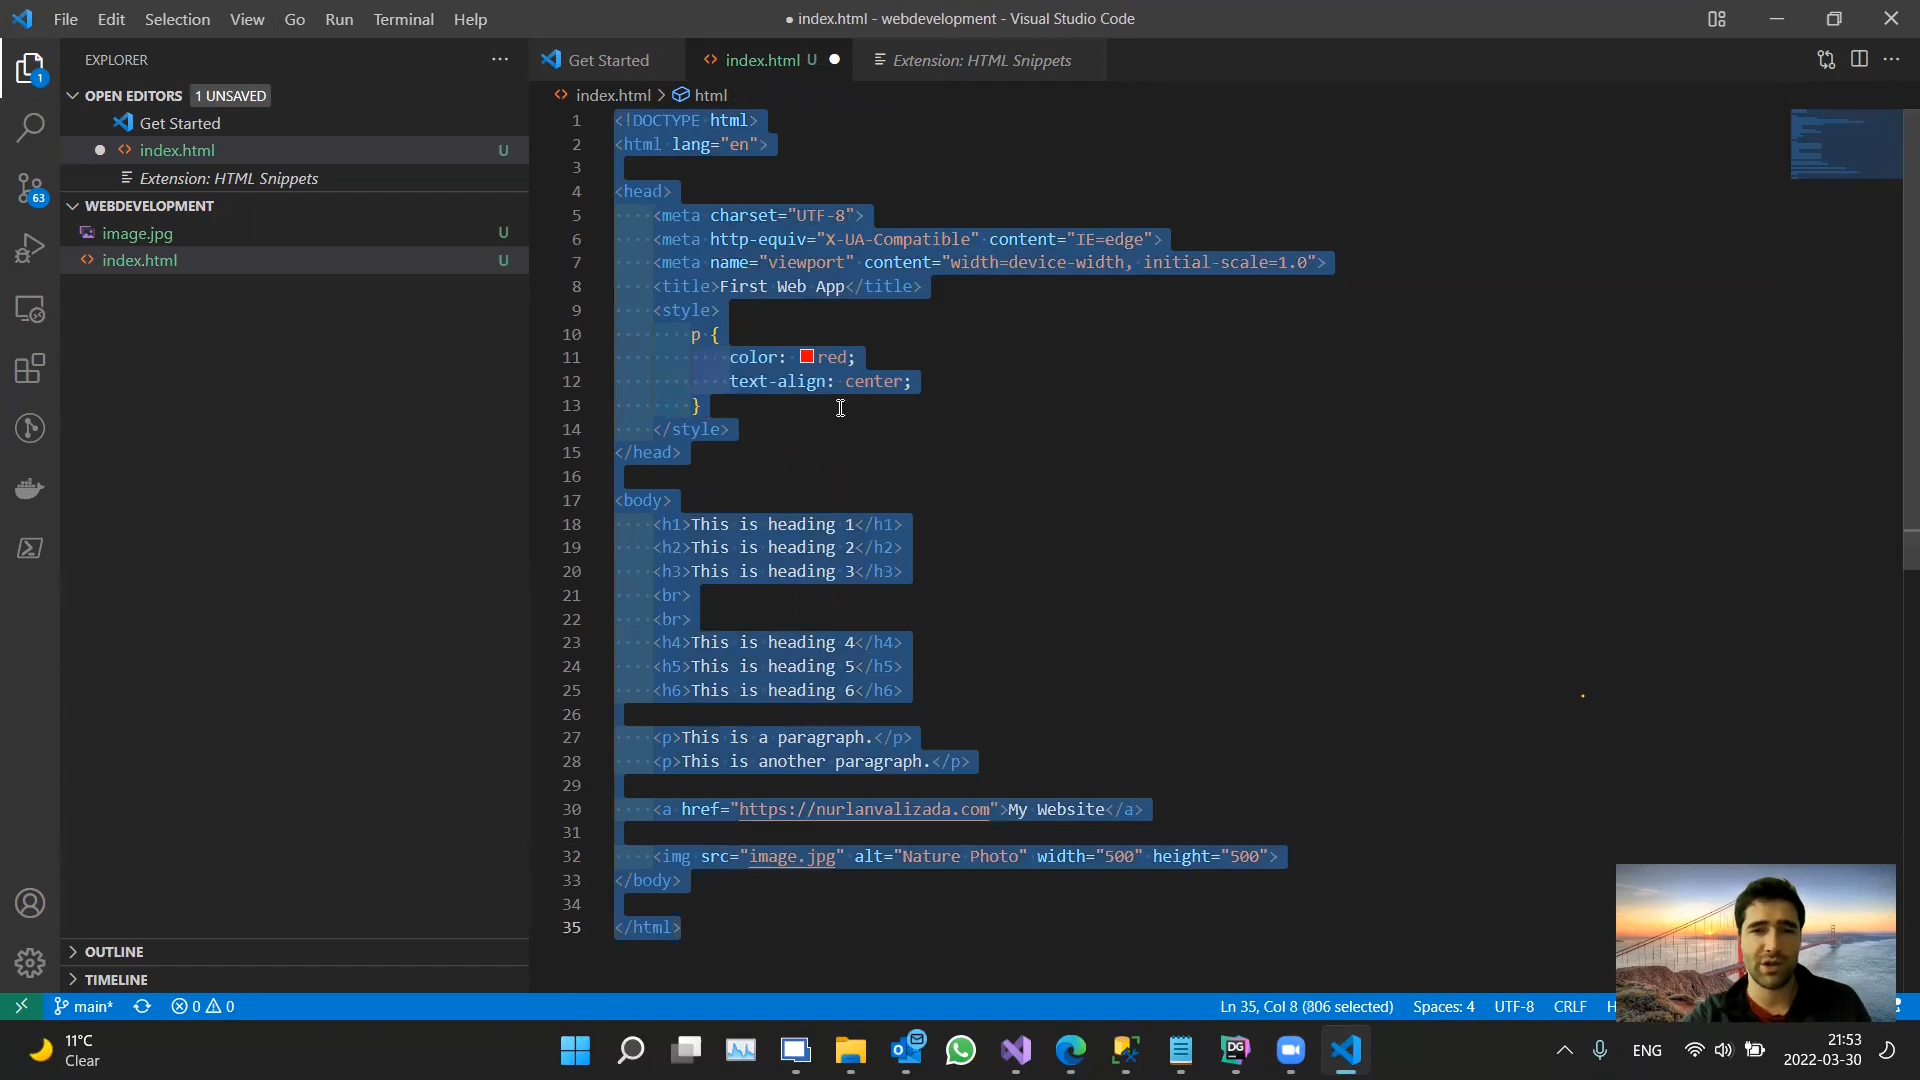 File Edit Selection View Go Run Terminal Help
● index.html - webdevelopment - Visual Studio Code
EXPLORER
OPEN EDITORS 1 UNSAVED
Get Started
index.html U
Extension: HTML Snippets
WEBDEVELOPMENT
image.jpg U
index.html U
OUTLINE
TIMELINE
1
63
Get Started
index.html U
Extension: HTML Snippets
index.html > html
1 <!DOCTYPE html>
2 <html lang="en">
3
4 <head>
5 <meta charset="UTF-8">
6 <meta http-equiv="X-UA-Compatible" content="IE=edge">
7 <meta name="viewport" content="width=device-width, initial-scale=1.0">
8 <title>First Web App</title>
9 <style>
10 p {
11 color: red;
12 text-align: center;
13 }
14 </style>
15 </head>
16
17 <body>
18 <h1>This is heading 1</h1>
19 <h2>This is heading 2</h2>
20 <h3>This is heading 3</h3>
21 <br>
22 <br>
23 <h4>This is heading 4</h4>
24 <h5>This is heading 5</h5>
25 <h6>This is heading 6</h6>
26
27 <p>This is a paragraph.</p>
28 <p>This is another paragraph.</p>
29
30 <a href="https://nurlanvalizada.com">My Website</a>
31
32 <img src="image.jpg" alt="Nature Photo" width="500" height="500">
33 </body>
34
35 </html>
main* 0 0
Ln 35, Col 8 (806 selected) Spaces: 4 UTF-8 CRLF H
11°C
Clear
DG
ENG
21:53
2022-03-30